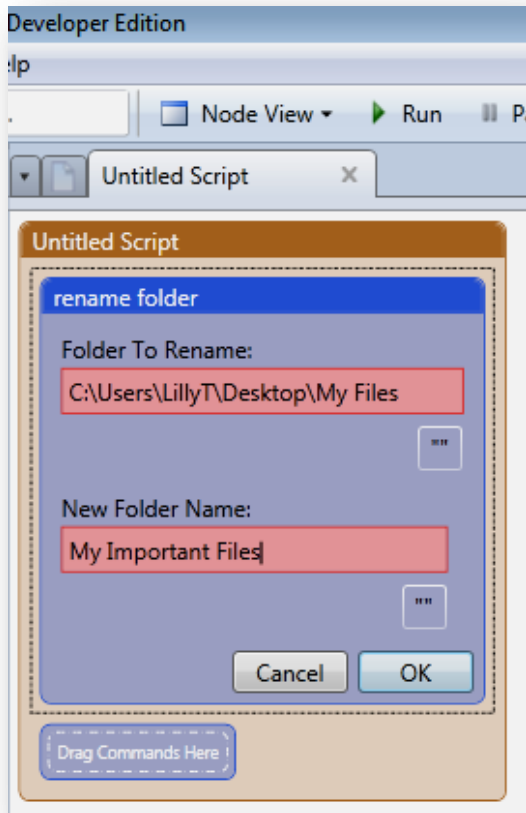 Developer Edition
elp
Node View
Run
Untitled Script
Untitled Script
rename folder
Folder To Rename:
C:\Users\LillyT\Desktop\My Files
""
New Folder Name:
My Important Files
""
Cancel
OK
Drag Commands Here